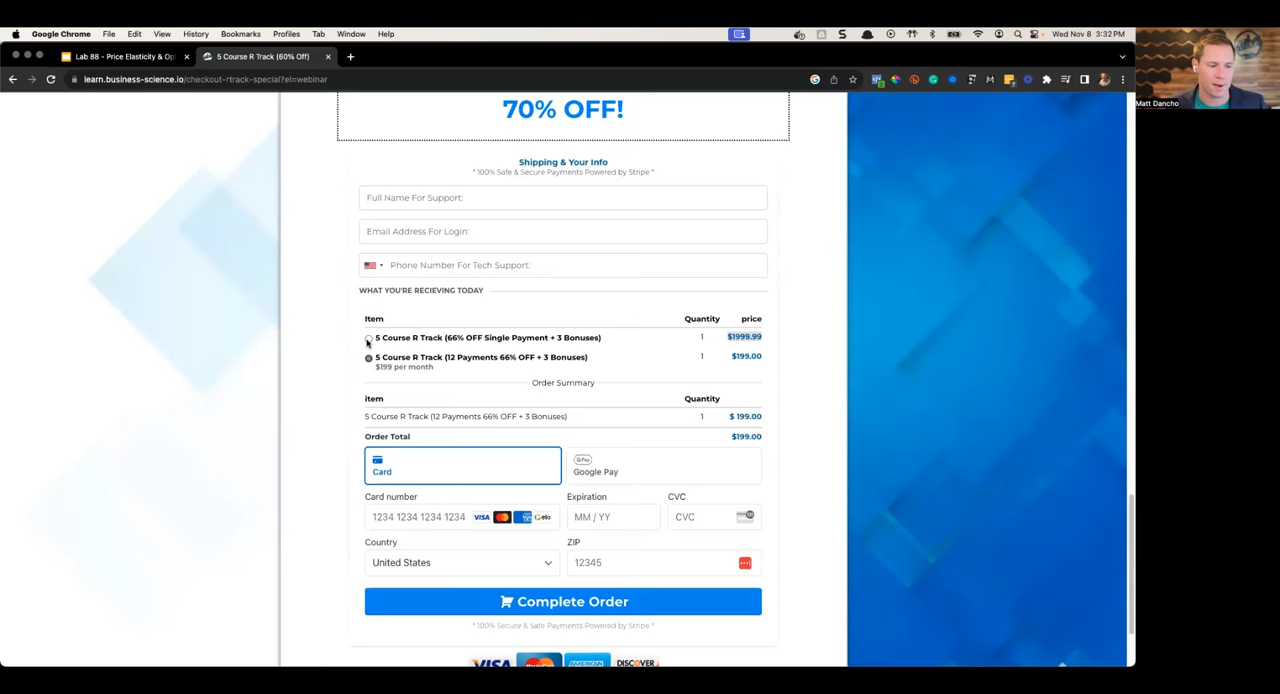 Google Chrome File Edit View History Bookmarks Profiles Tab Window Help Wed Nov 8 3:32 PM
Lab 88 - Price Elasticity & Op
5 Course R Track (60% Off)
learn.business-science.io/checkout-rtrack-special?el=webinar
Matt Dancho
70% OFF!
Shipping & Your Info
* 100% Safe & Secure Payments Powered by Stripe *
Full Name For Support:
Email Address For Login:
Phone Number For Tech Support:
WHAT YOU'RE RECIEVING TODAY
Item Quantity price
5 Course R Track (66% OFF Single Payment + 3 Bonuses) 1 $1999.99
5 Course R Track (12 Payments 66% OFF + 3 Bonuses) 1 $199.00
$199 per month
Order Summary
item Quantity
5 Course R Track (12 Payments 66% OFF + 3 Bonuses) 1 $ 199.00
Order Total $199.00
G Pay
Card Google Pay
Card number Expiration CVC
1234 1234 1234 1234 VISA elo MM / YY CVC
Country ZIP
United States 12345
Complete Order
* 100% Secure & Safe Payments Powered by Stripe *
VISA DISCOVER